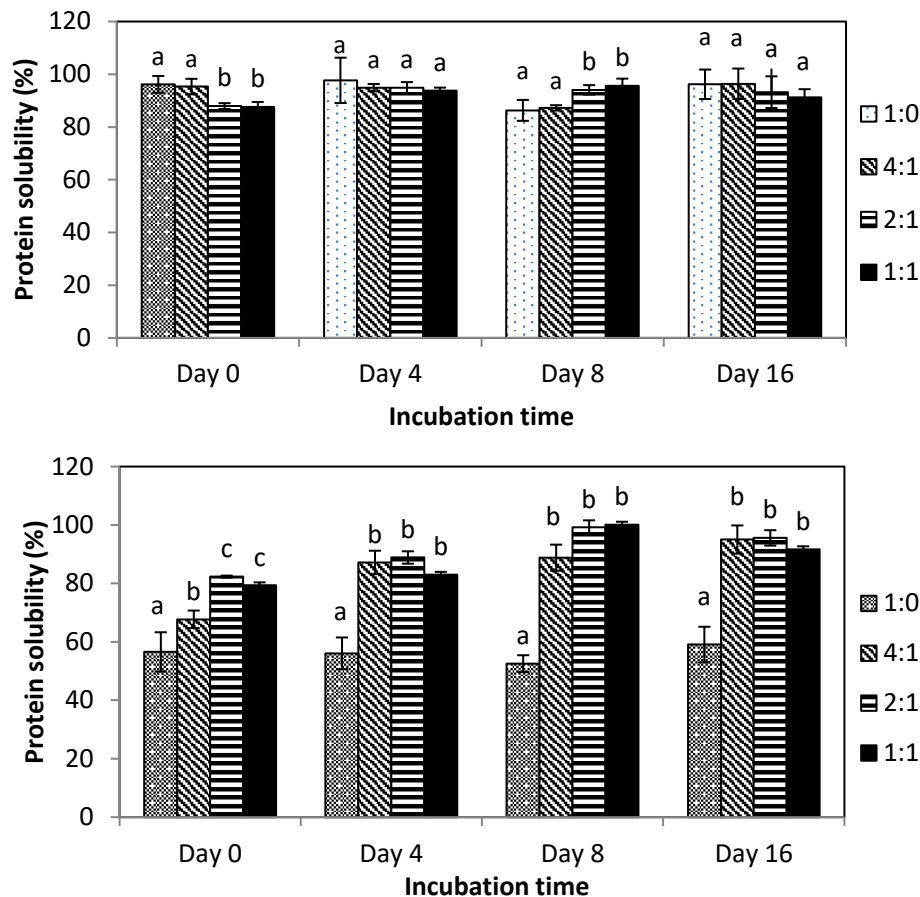 120
a a b b a a a a a a b b a a a a
100
80
60
40
20
0
Protein solubility (%)
Day 0 Day 4 Day 8 Day 16
Incubation time
1:0
4:1
2:1
1:1
120
a b c c a b b b a b b b a b b b
100
80
60
40
20
0
Protein solubility (%)
Day 0 Day 4 Day 8 Day 16
Incubation time
1:0
4:1
2:1
1:1